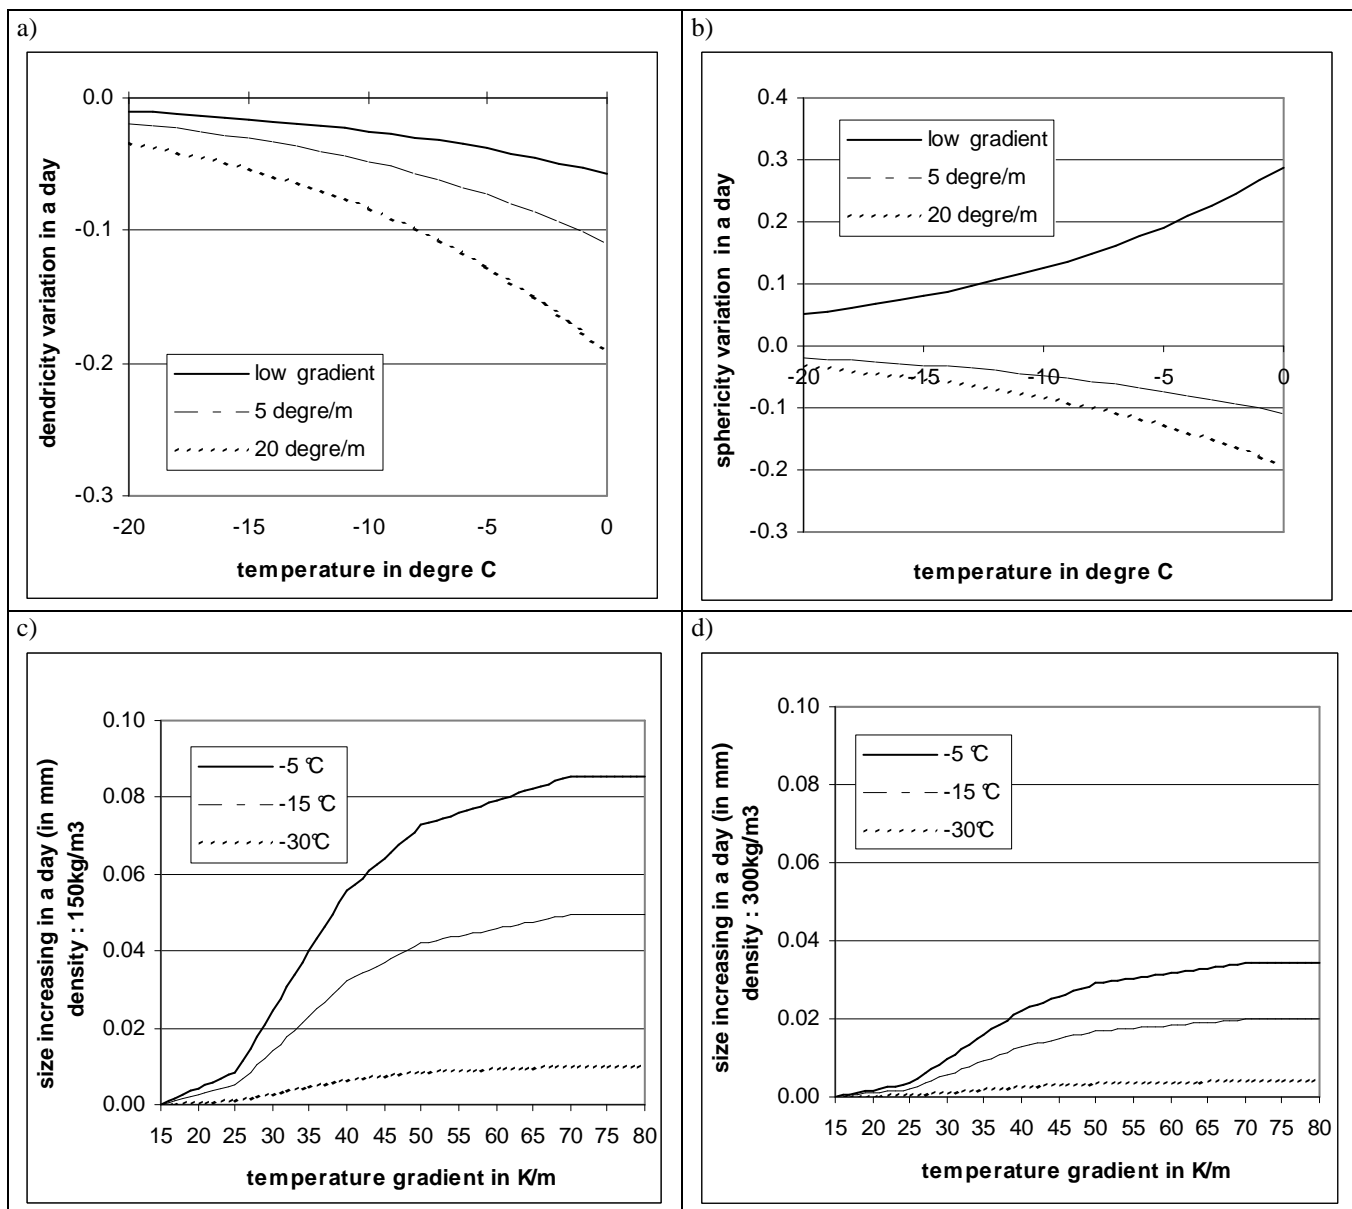 a)
0.0
-0.1
-0.2
-0.3
-20
-15
-10
-5
0
dendricity variation in a day
low gradient
5 degre/m
20 degre/m
temperature in degre C
b)
0.4
0.3
0.2
0.1
0.0
-0.1
-0.2
-0.3
-20
-15
-10
-5
0
sphericity variation in a day
low gradient
5 degre/m
20 degre/m
temperature in degre C
c)
0.10
0.08
0.06
0.04
0.02
0.00
15 20 25 30 35 40 45 50 55 60 65 70 75 80
size increasing in a day (in mm)
density : 150kg/m3
-5 °C
-15 °C
-30°C
temperature gradient in K/m
d)
0.10
0.08
0.06
0.04
0.02
0.00
15 20 25 30 35 40 45 50 55 60 65 70 75 80
size increasing in a day (in mm)
density : 300kg/m3
-5 °C
-15 °C
-30°C
temperature gradient in K/m